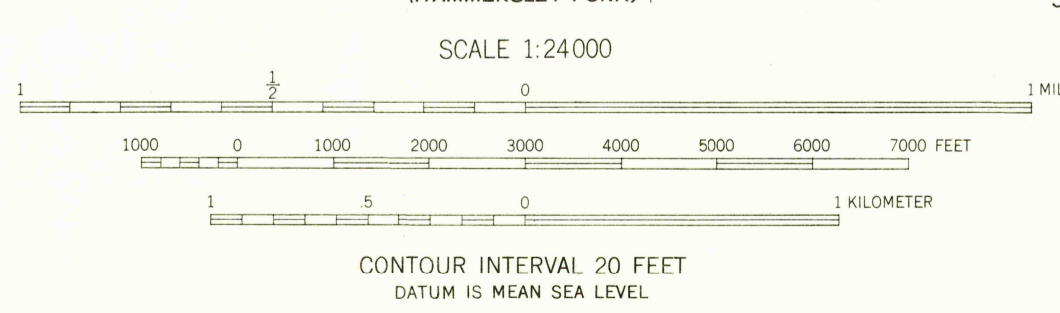 SCALE 1:24000
1 1/2 0 1
1000 0 1000 2000 3000 4000 5000 6000 7000 FEET
1 .5 0 1 KILOMETER
CONTOUR INTERVAL 20 FEET
DATUM IS MEAN SEA LEVEL